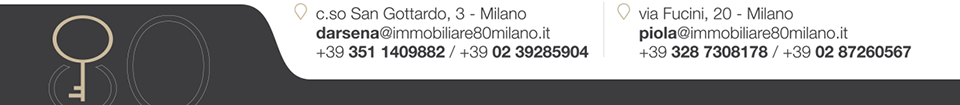 c.so San Gottardo, 3 - Milano
darsena@immobiliare80milano.it
+39 351 1409882 / +39 02 39285904
via Fucini, 20 - Milano
piola@immobiliare80milano.it
+39 328 7308178 / +39 02 87260567